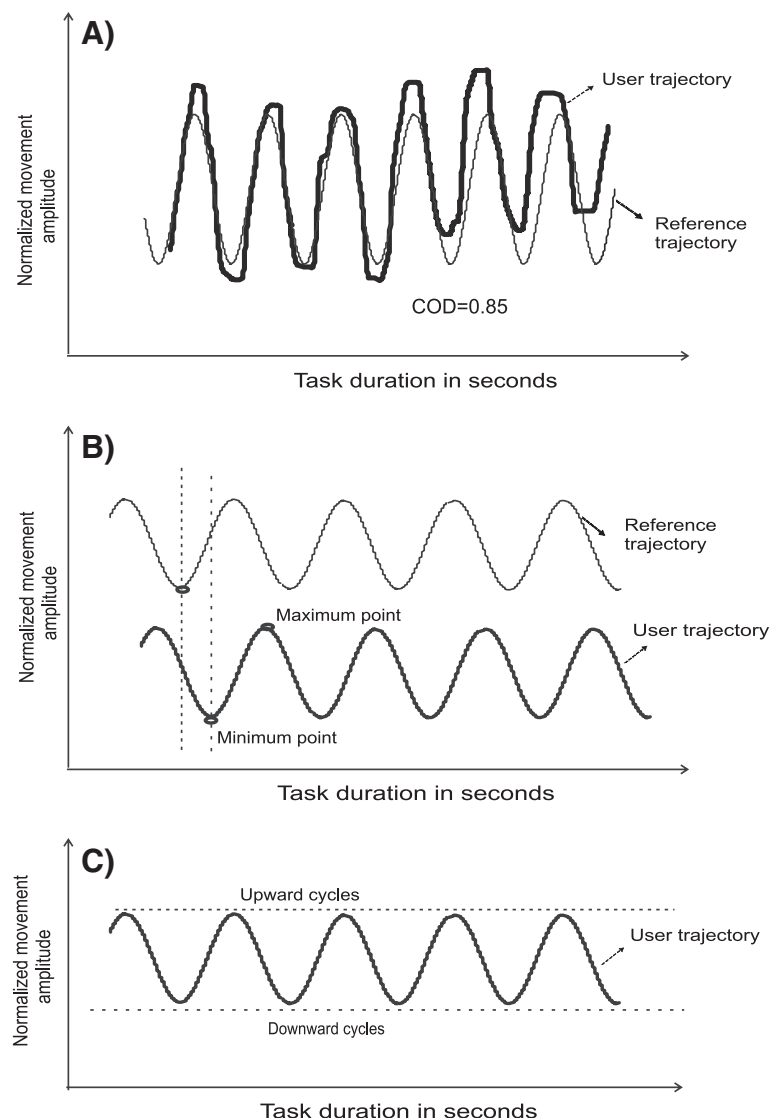 A)
User trajectory
Normalized movement
amplitude
Reference
trajectory
COD=0.85
Task duration in seconds
B)
Reference
trajectory
Normalized movement
amplitude
Maximum point
User trajectory
Minimum point
Task duration in seconds
C)
Upward cycles
Normalized movement
amplitude
User trajectory
Downward cycles
Task duration in seconds